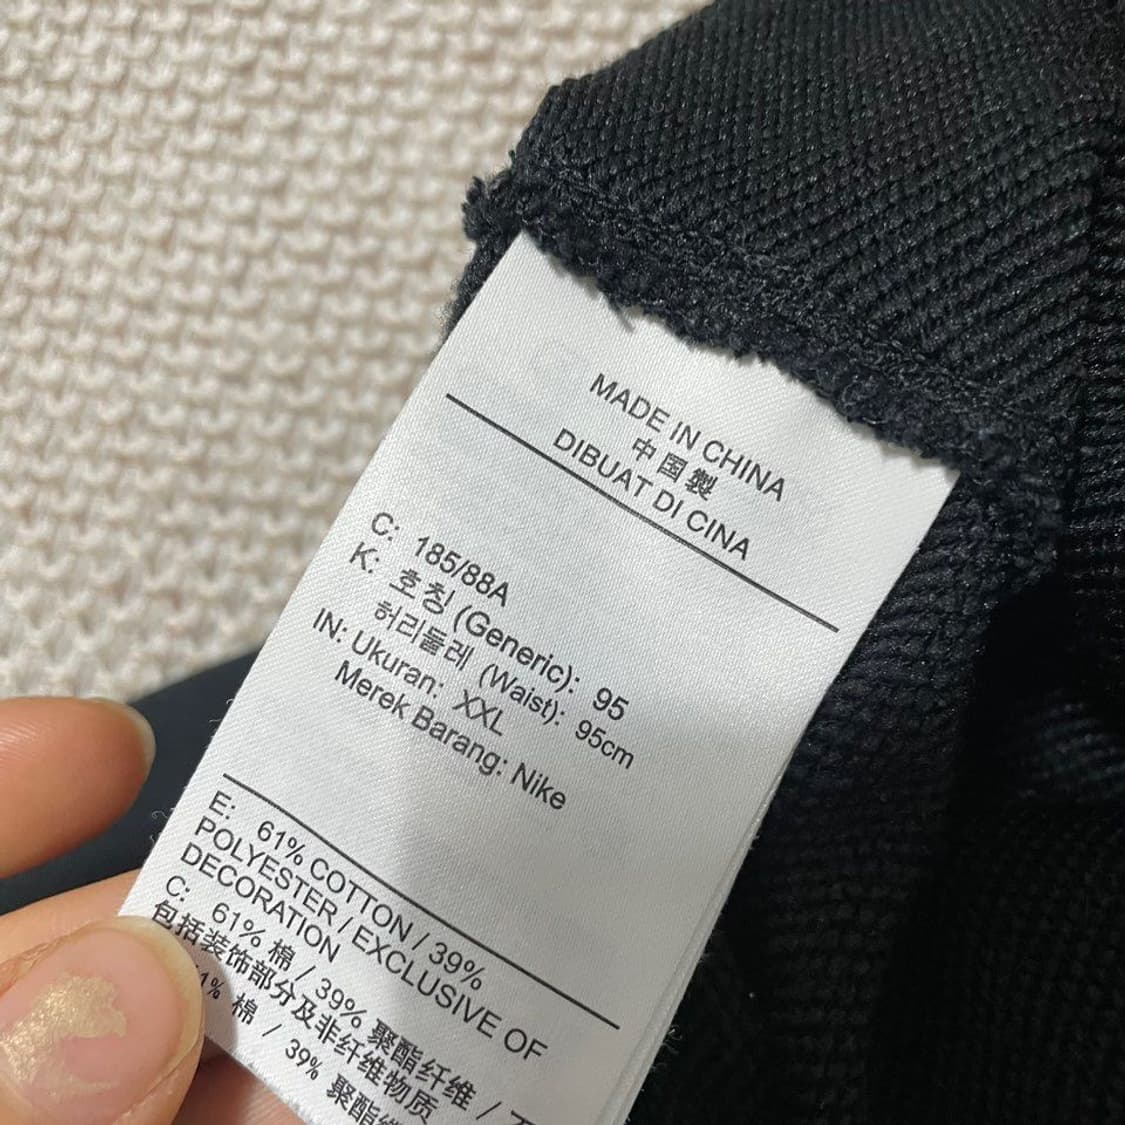 MADE IN CHINA
中国製
DIBUAT DI CINA
C: 185/88A
K: 호칭 (Generic): 95
허리둘레 (Waist): 95cm
IN: Ukuran: XXL
Merek Barang: Nike
E: 61% COTTON / 39%
POLYESTER / EXCLUSIVE OF
DECORATION
C: 61% 棉 / 39% 聚酯纤维 /
包括装饰部分及非纤维物质
1% 棉 / 39% 聚酯